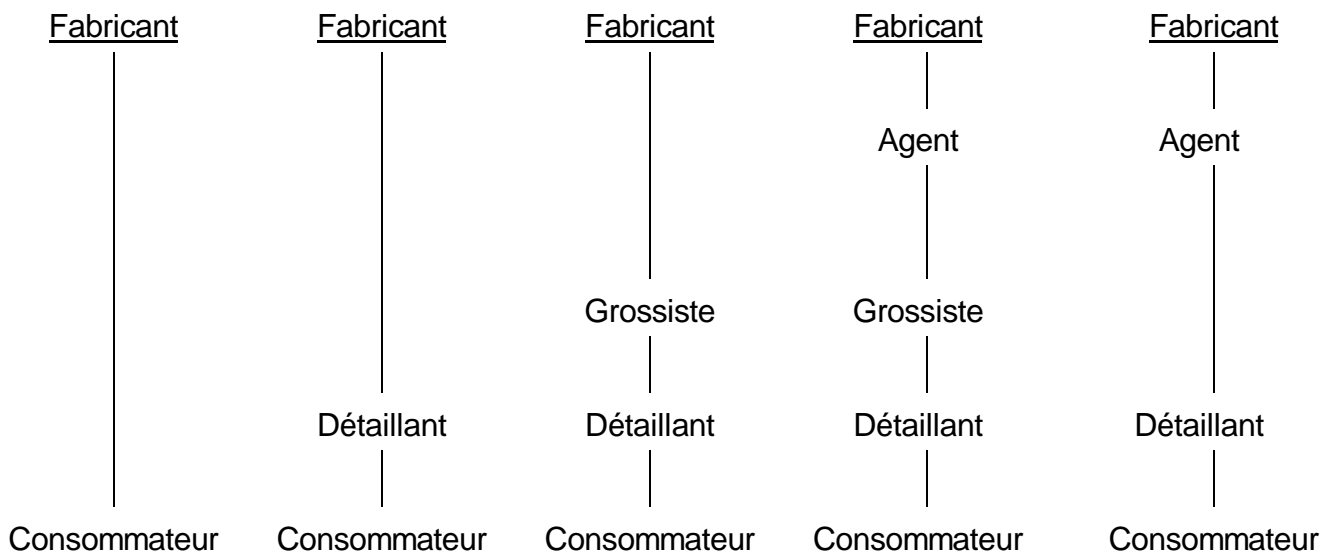 Fabricant Fabricant Fabricant Fabricant Fabricant
Agent Agent
Grossiste Grossiste
Détaillant Détaillant Détaillant Détaillant
Consommateur Consommateur Consommateur Consommateur Consommateur